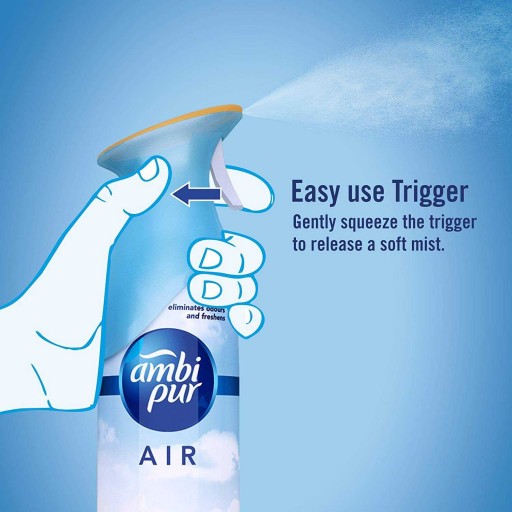 Easy use Trigger
Gently squeeze the trigger
to release a soft mist.
eliminates odours
and freshens
ambi
pur
AIR